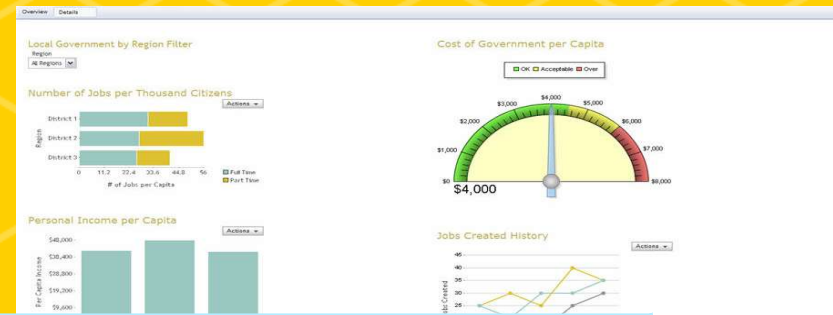 Overview Details
Local Government by Region Filter
Region
All Regions
Number of Jobs per Thousand Citizens
Actions
District 1
District 2
District 3
Region
0 11.2 22.4 33.6 44.8 56
# of Jobs per Capita
Full Time
Part Time
Personal Income per Capita
Actions
$48,000
$38,400
$28,800
$19,200
$9,600
Per Capita Income
Cost of Government per Capita
OK Acceptable Over
$0
$1,000
$2,000
$3,000
$4,000
$5,000
$6,000
$7,000
$8,000
$4,000
Jobs Created History
Actions
45
40
35
30
25
Jobs Created